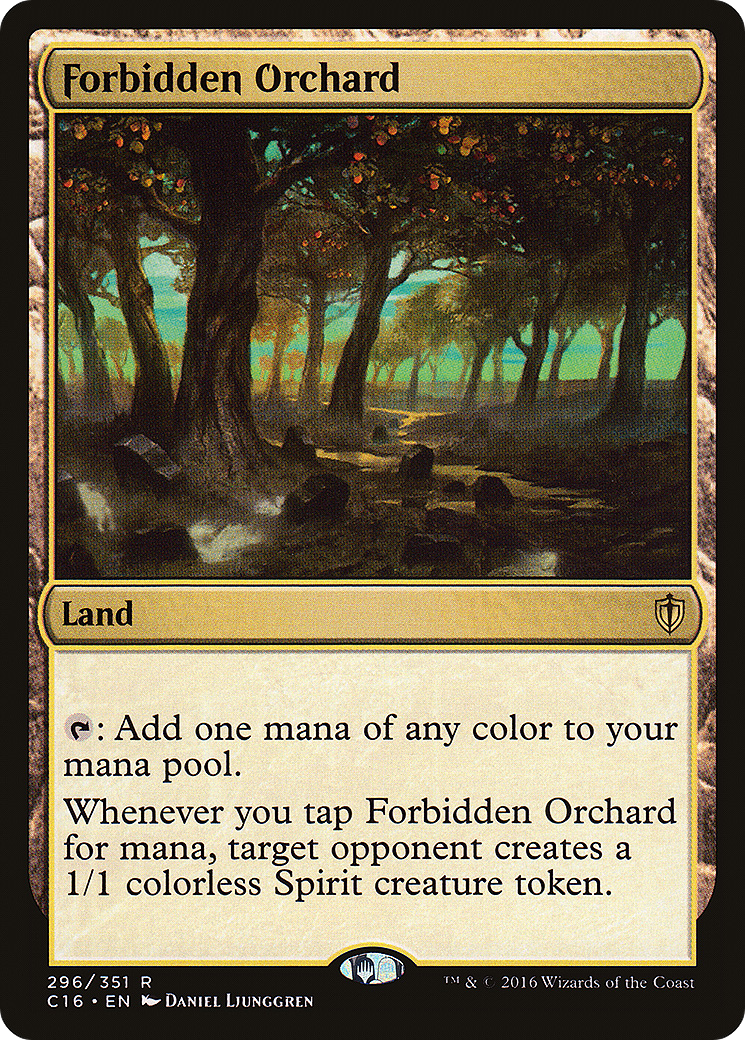 Forbidden Orchard
Land
: Add one mana of any color to your
mana pool.
Whenever you tap Forbidden Orchard
for mana, target opponent creates a
1/1 colorless Spirit creature token.
296/351 R
C16 • EN Daniel Ljunggren
™ & © 2016 Wizards of the Coast